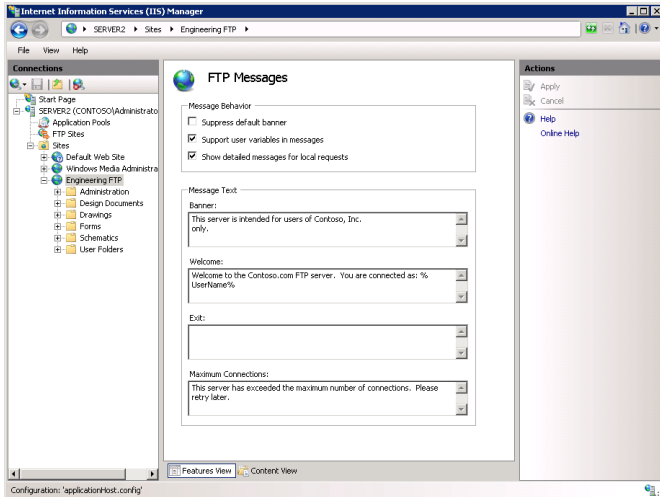 Internet Information Services (IIS) Manager
SERVER2
Sites
Engineering FTP
File View Help
Connections
Start Page
SERVER2 (CONTOSO\Administrato
Application Pools
FTP Sites
Sites
Default Web Site
Windows Media Administra
Engineering FTP
Administration
Design Documents
Drawings
Forms
Schematics
User Folders
FTP Messages
Message Behavior
Suppress default banner
Support user variables in messages
Show detailed messages for local requests
Message Text
Banner:
This server is intended for users of Contoso, Inc.
only.
Welcome:
Welcome to the Contoso.com FTP server. You are connected as: %
UserName%
Exit:
Maximum Connections:
This server has exceeded the maximum number of connections. Please
retry later.
Features View Content View
Actions
Apply
Cancel
Help
Online Help
Configuration: 'applicationHost.config'